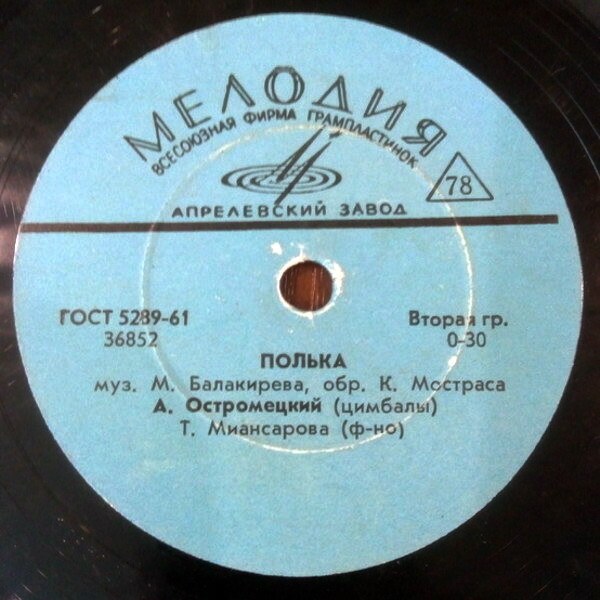 МЕЛОДИЯ
ВСЕСОЮЗНАЯ ФИРМА ГРАМПЛАСТИНОК
78
АПРЕЛЕВСКИЙ ЗАВОД
ГОСТ 5289-61 Вторая гр.
36852 0-30
ПОЛЬКА
муз. М. Балакирева, обр. К. Мостраса
А. Остромецкий (цимбалы)
Т. Миансарова (ф-но)